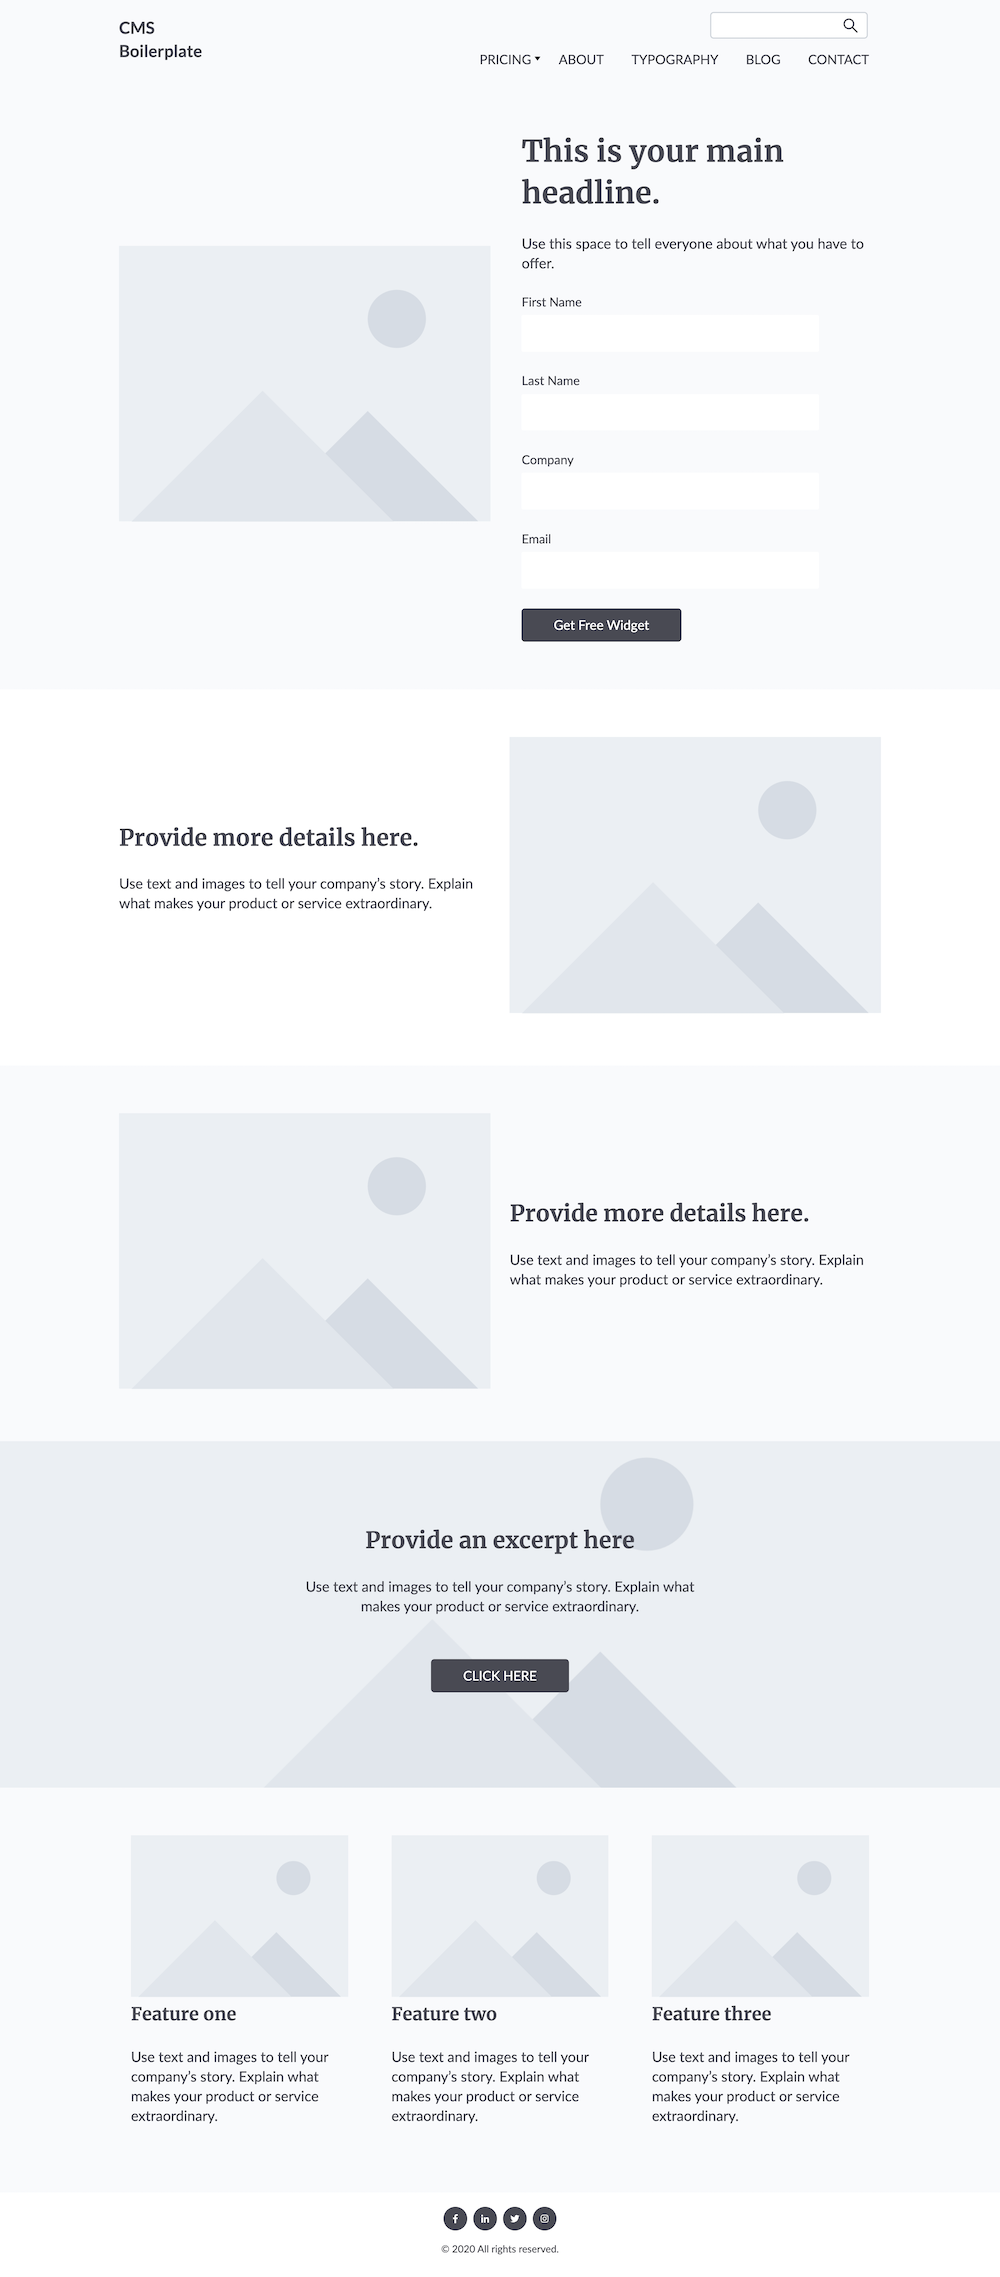 CMS
Boilerplate
PRICING ABOUT TYPOGRAPHY BLOG CONTACT
This is your main
headline.
Use this space to tell everyone about what you have to
offer.
First Name
Last Name
Company
Email
Get Free Widget
Provide more details here.
Use text and images to tell your company’s story. Explain
what makes your product or service extraordinary.
Provide more details here.
Use text and images to tell your company’s story. Explain
what makes your product or service extraordinary.
Provide an excerpt here
Use text and images to tell your company’s story. Explain what
makes your product or service extraordinary.
CLICK HERE
Feature one
Use text and images to tell your
company’s story. Explain what
makes your product or service
extraordinary.
Feature two
Use text and images to tell your
company’s story. Explain what
makes your product or service
extraordinary.
Feature three
Use text and images to tell your
company’s story. Explain what
makes your product or service
extraordinary.
© 2020 All rights reserved.